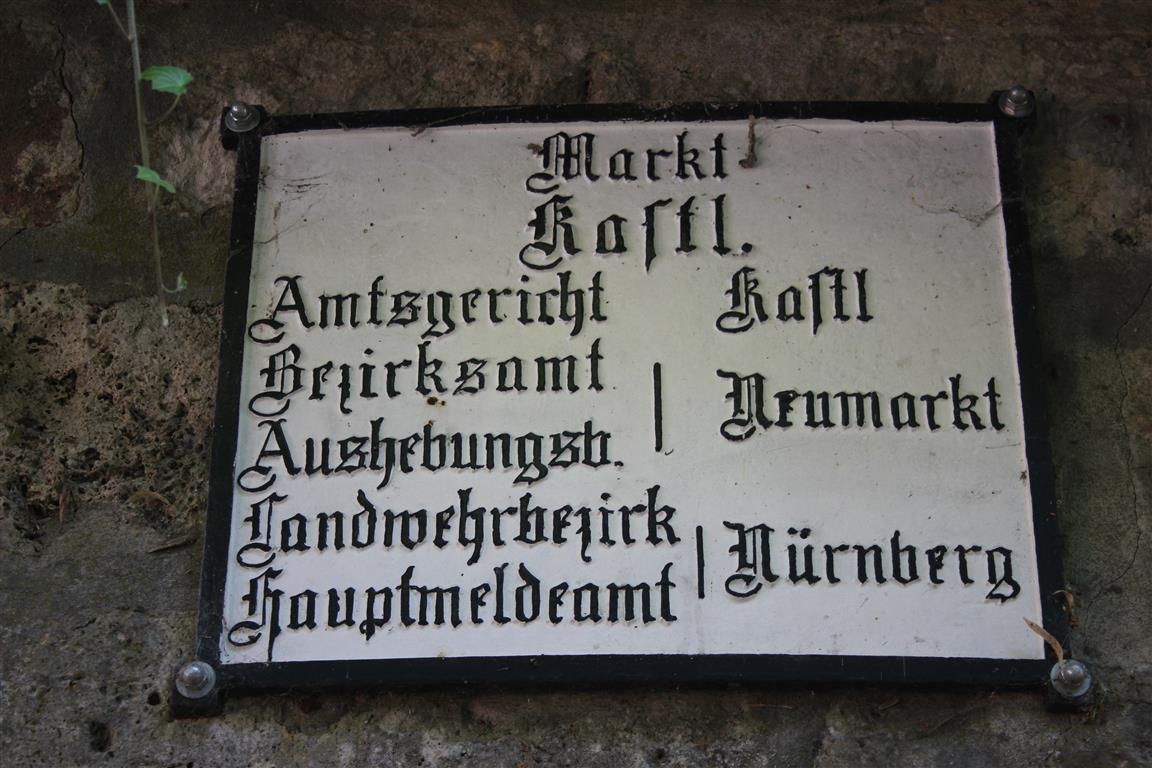 Markt
Kaſtl.
Amtsgericht Kaſtl
Bezirksamt | Neumarkt
Aushebungsb.
Landwehrbezirk | Nürnberg
Hauptmeldeamt